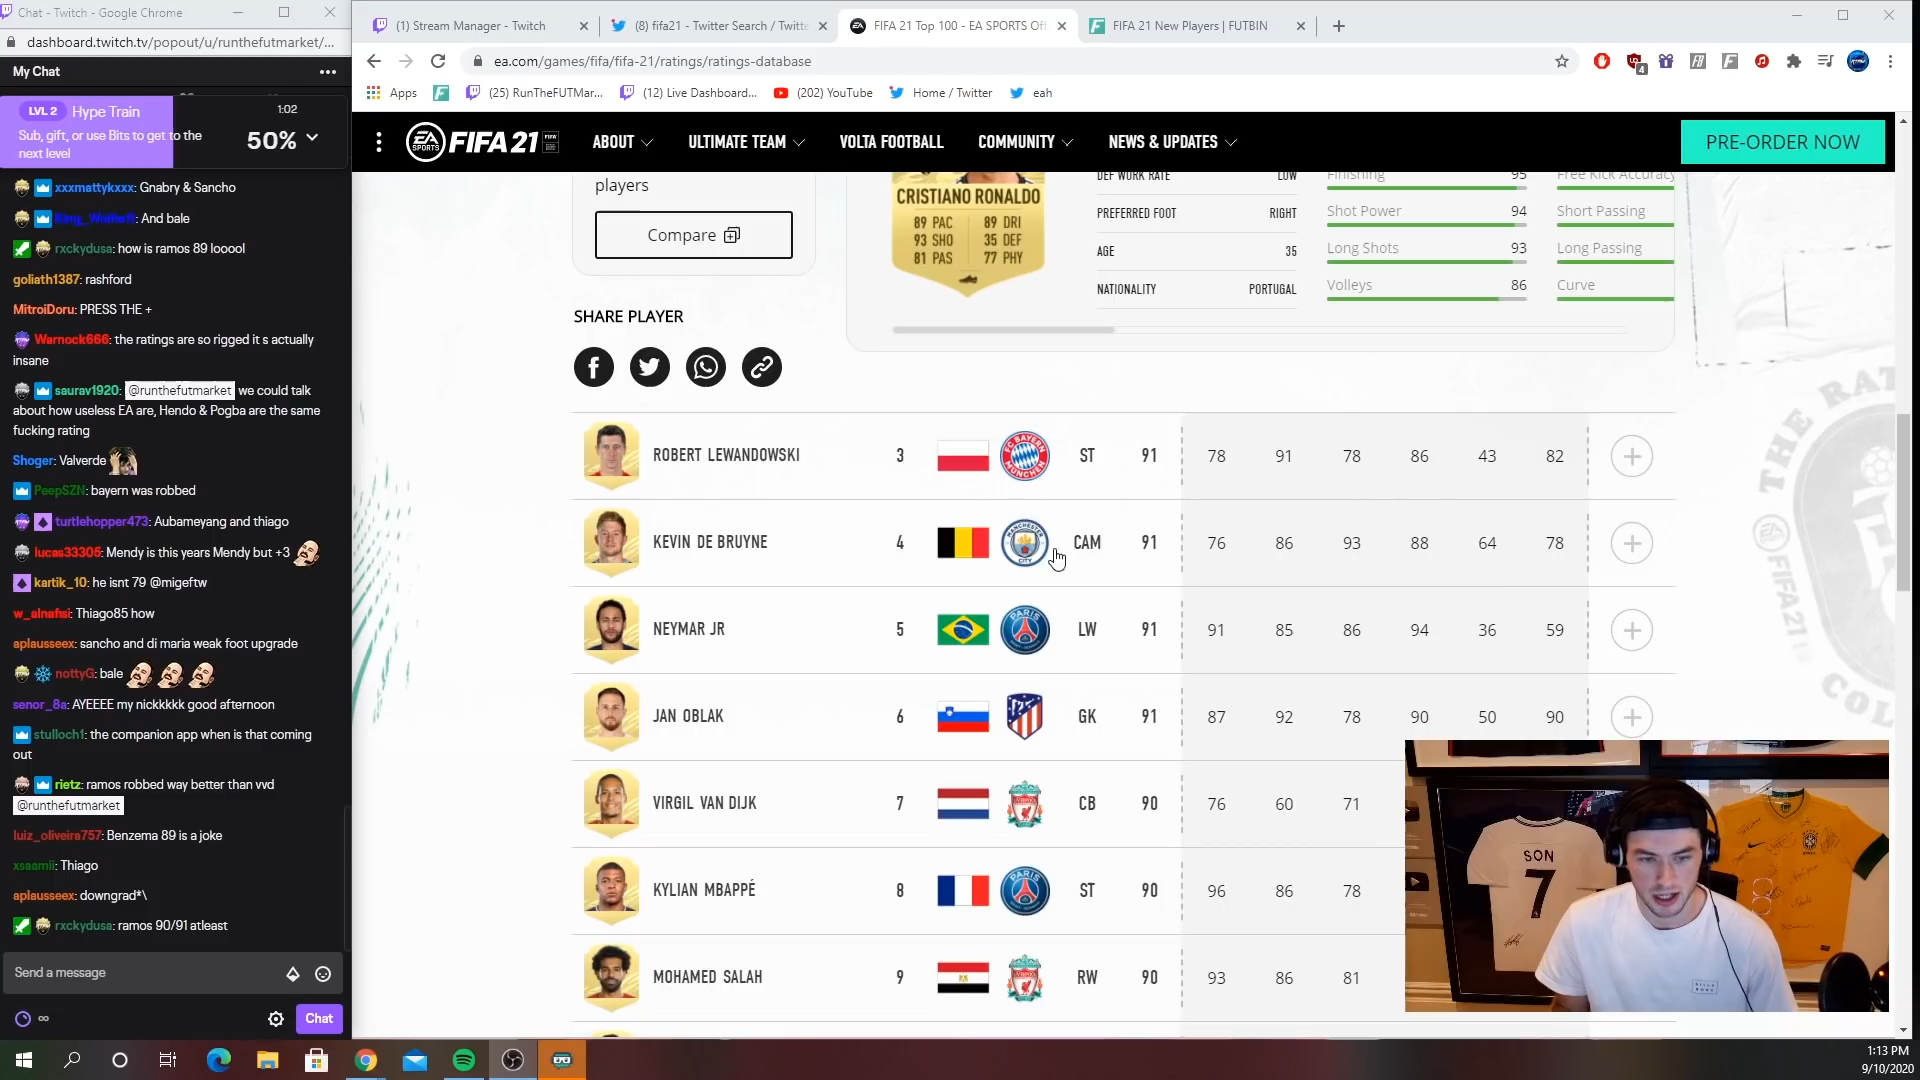 Chat - Twitch - Google Chrome
dashboard.twitch.tv/popout/u/runthefutmarket/...
My Chat
LVL 2 Hype Train
Sub, gift, or use Bits to get to the
next level
1:02
50%
xxxmattykxxx: Gnabry & Sancho
And bale
rxckydusa: how is ramos 89 looool
goliath1387: rashford
MitroiDoru: PRESS THE +
Warnock666: the ratings are so rigged it s actually
insane
saurav1920: @runthefutmarket we could talk
about how useless EA are, Hendo & Pogba are the same
fucking rating
Shoger: Valverde
PeepSZN: bayern was robbed
turtlehopper473: Aubameyang and thiago
lucas33305: Mendy is this years Mendy but +3
kartik_10: he isnt 79 @migeftw
w_alnafisi: Thiago85 how
aplausseex: sancho and di maria weak foot upgrade
nottyG: bale
senor_8a: AYEEEE my nickkkkk good afternoon
stulloch1: the companion app when is that coming
out
rietz: ramos robbed way better than vvd
@runthefutmarket
luiz_oliveira757: Benzema 89 is a joke
xsaamii: Thiago
aplausseex: downgrad*\
rxckydusa: ramos 90/91 atleast
Send a message
Chat
(1) Stream Manager - Twitch
(8) fifa21 - Twitter Search / Twitte
FIFA 21 Top 100 - EA SPORTS Off
FIFA 21 New Players | FUTBIN
ea.com/games/fifa/fifa-21/ratings/ratings-database
4
Apps
(25) RunTheFUTMar...
(12) Live Dashboard...
(202) YouTube
Home / Twitter
eah
EA SPORTS FIFA 21
ABOUT
ULTIMATE TEAM
VOLTA FOOTBALL
COMMUNITY
NEWS & UPDATES
PRE-ORDER NOW
players
Compare
SHARE PLAYER
CRISTIANO RONALDO
89 PAC 89 DRI
93 SHO 35 DEF
81 PAS 77 PHY
DEF WORK RATE LOW
PREFERRED FOOT RIGHT
AGE 35
NATIONALITY PORTUGAL
Finishing 95
Shot Power 94
Long Shots 93
Volleys 86
Free Kick Accuracy
Short Passing
Long Passing
Curve
ROBERT LEWANDOWSKI 3 ST 91 78 91 78 86 43 82
KEVIN DE BRUYNE 4 CAM 91 76 86 93 88 64 78
NEYMAR JR 5 LW 91 91 85 86 94 36 59
JAN OBLAK 6 GK 91 87 92 78 90 50 90
VIRGIL VAN DIJK 7 CB 90 76 60 71
KYLIAN MBAPPÉ 8 ST 90 96 86 78
MOHAMED SALAH 9 RW 90 93 86 81
SON
7
1:13 PM
9/10/2020